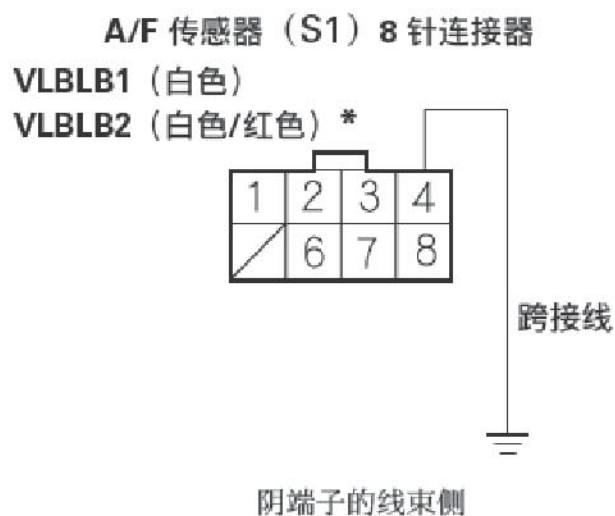 A/F 传感器（S1）8 针连接器
VLBLB1（白色）
VLBLB2（白色/红色）*
1 2 3 4
6 7 8
跨接线
阴端子的线束侧